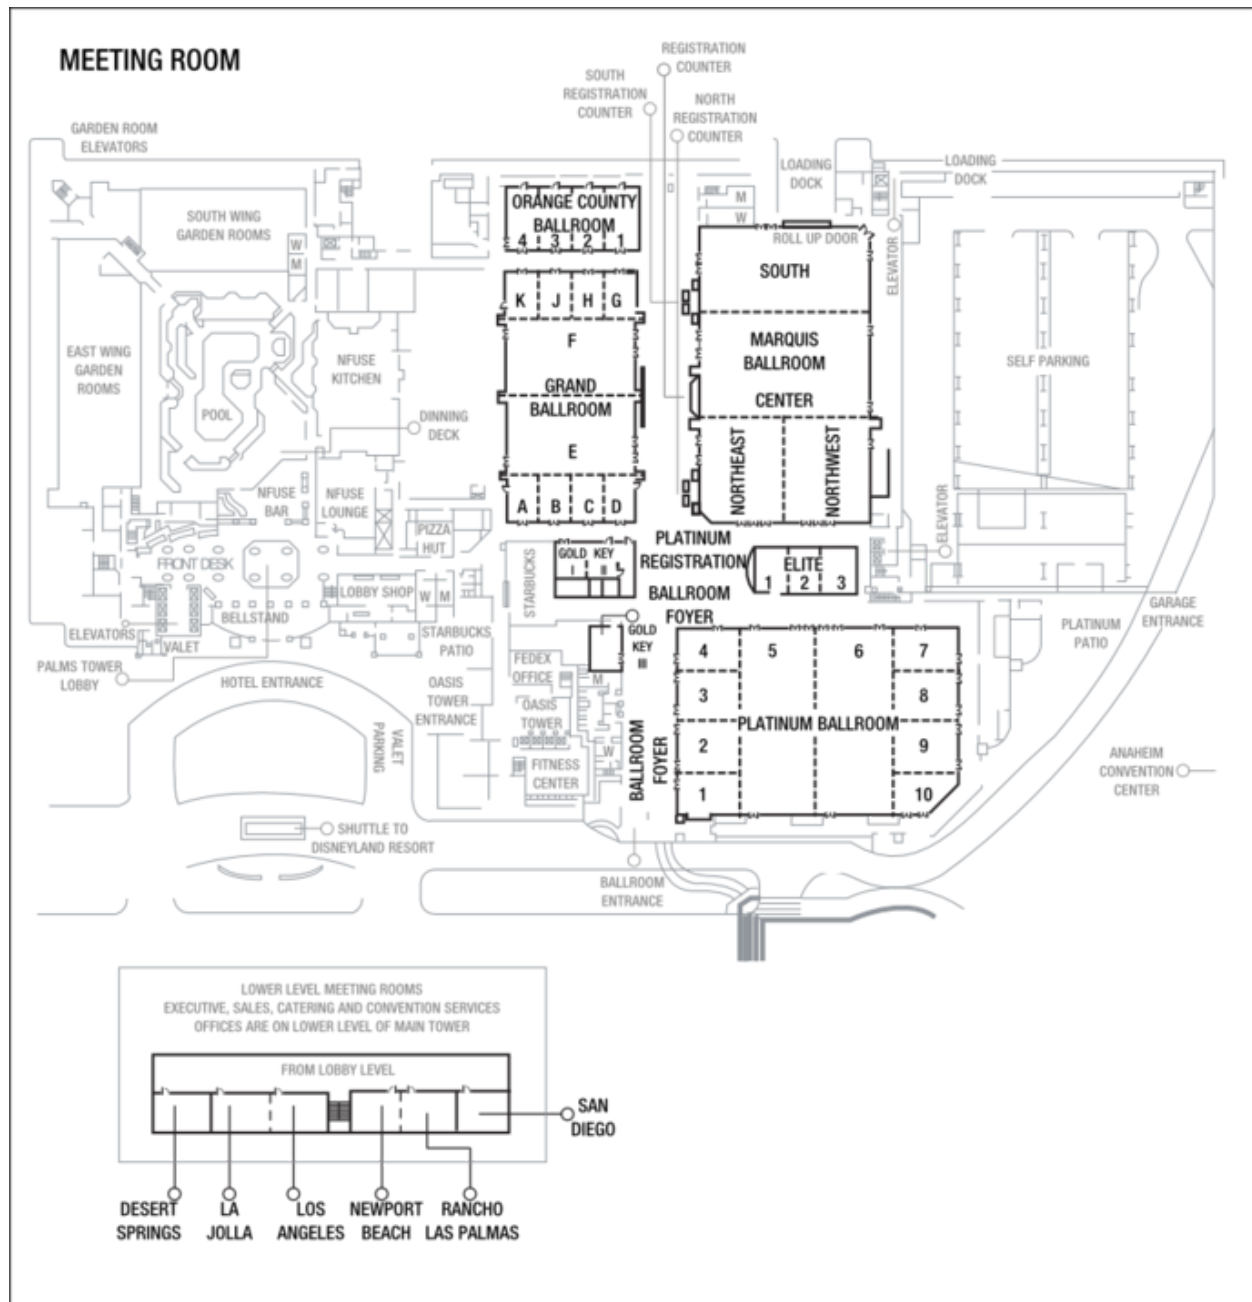 MEETING ROOM
REGISTRATION
COUNTER
SOUTH
REGISTRATION
COUNTER
NORTH
REGISTRATION
COUNTER
GARDEN ROOM
ELEVATORS
LOADING
DOCK
LOADING
DOCK
SOUTH WING
GARDEN ROOMS
W
M
ORANGE COUNTY
BALLROOM
4 3 2 1
M
W
ROLL UP DOOR
ELEVATOR
SOUTH
K J H G
F
GRAND
BALLROOM
E
A B C D
MARQUIS
BALLROOM
CENTER
NORTHEAST
NORTHWEST
SELF PARKING
EAST WING
GARDEN
ROOMS
POOL
NFUSE
KITCHEN
DINNING
DECK
NFUSE
BAR
NFUSE
LOUNGE
PIZZA
HUT
FRONT DESK
LOBBY SHOP
W M
BELLSTAND
ELEVATORS
VALET
PALMS TOWER
LOBBY
HOTEL ENTRANCE
STARBUCKS
STARBUCKS
PATIO
GOLD KEY
I II
PLATINUM
REGISTRATION
BALLROOM
FOYER
ELITE
1 2 3
ELEVATOR
GARAGE
ENTRANCE
PLATINUM
PATIO
GOLD
KEY
III
FEDEX
OFFICE
M
OASIS
TOWER
ENTRANCE
OASIS
TOWER
W
FITNESS
CENTER
VALET
PARKING
BALLROOM
FOYER
4 5 6 7
3 8
PLATINUM BALLROOM
2 9
1 10
ANAHEIM
CONVENTION
CENTER
SHUTTLE TO
DISNEYLAND RESORT
BALLROOM
ENTRANCE
LOWER LEVEL MEETING ROOMS
EXECUTIVE, SALES, CATERING AND CONVENTION SERVICES
OFFICES ARE ON LOWER LEVEL OF MAIN TOWER
FROM LOBBY LEVEL
SAN
DIEGO
DESERT
SPRINGS
LA
JOLLA
LOS
ANGELES
NEWPORT
BEACH
RANCHO
LAS PALMAS